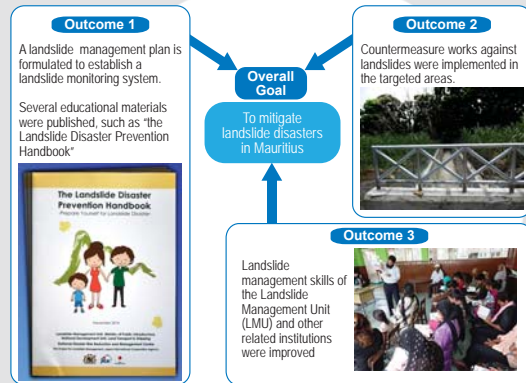 Outcome 1
A landslide management plan is
formulated to establish a
landslide monitoring system.
Several educational materials
were published, such as “the
Landslide Disaster Prevention
Handbook”
The Landslide Disaster
Prevention Handbook
Prepare Yourself for Landslide Disaster
Overall
Goal
To mitigate
landslide disasters
in Mauritius
Outcome 2
Countermeasure works against
landslides were implemented in
the targeted areas.
Outcome 3
Landslide
management skills of
the Landslide
Management Unit
(LMU) and other
related institutions
were improved